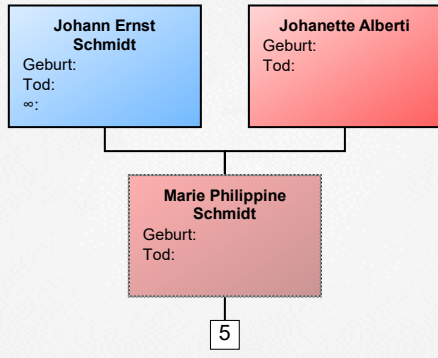 Johann Ernst
Schmidt
Geburt:
Tod:
∞:
Johanette Alberti
Geburt:
Tod:
Marie Philippine
Schmidt
Geburt:
Tod:
5